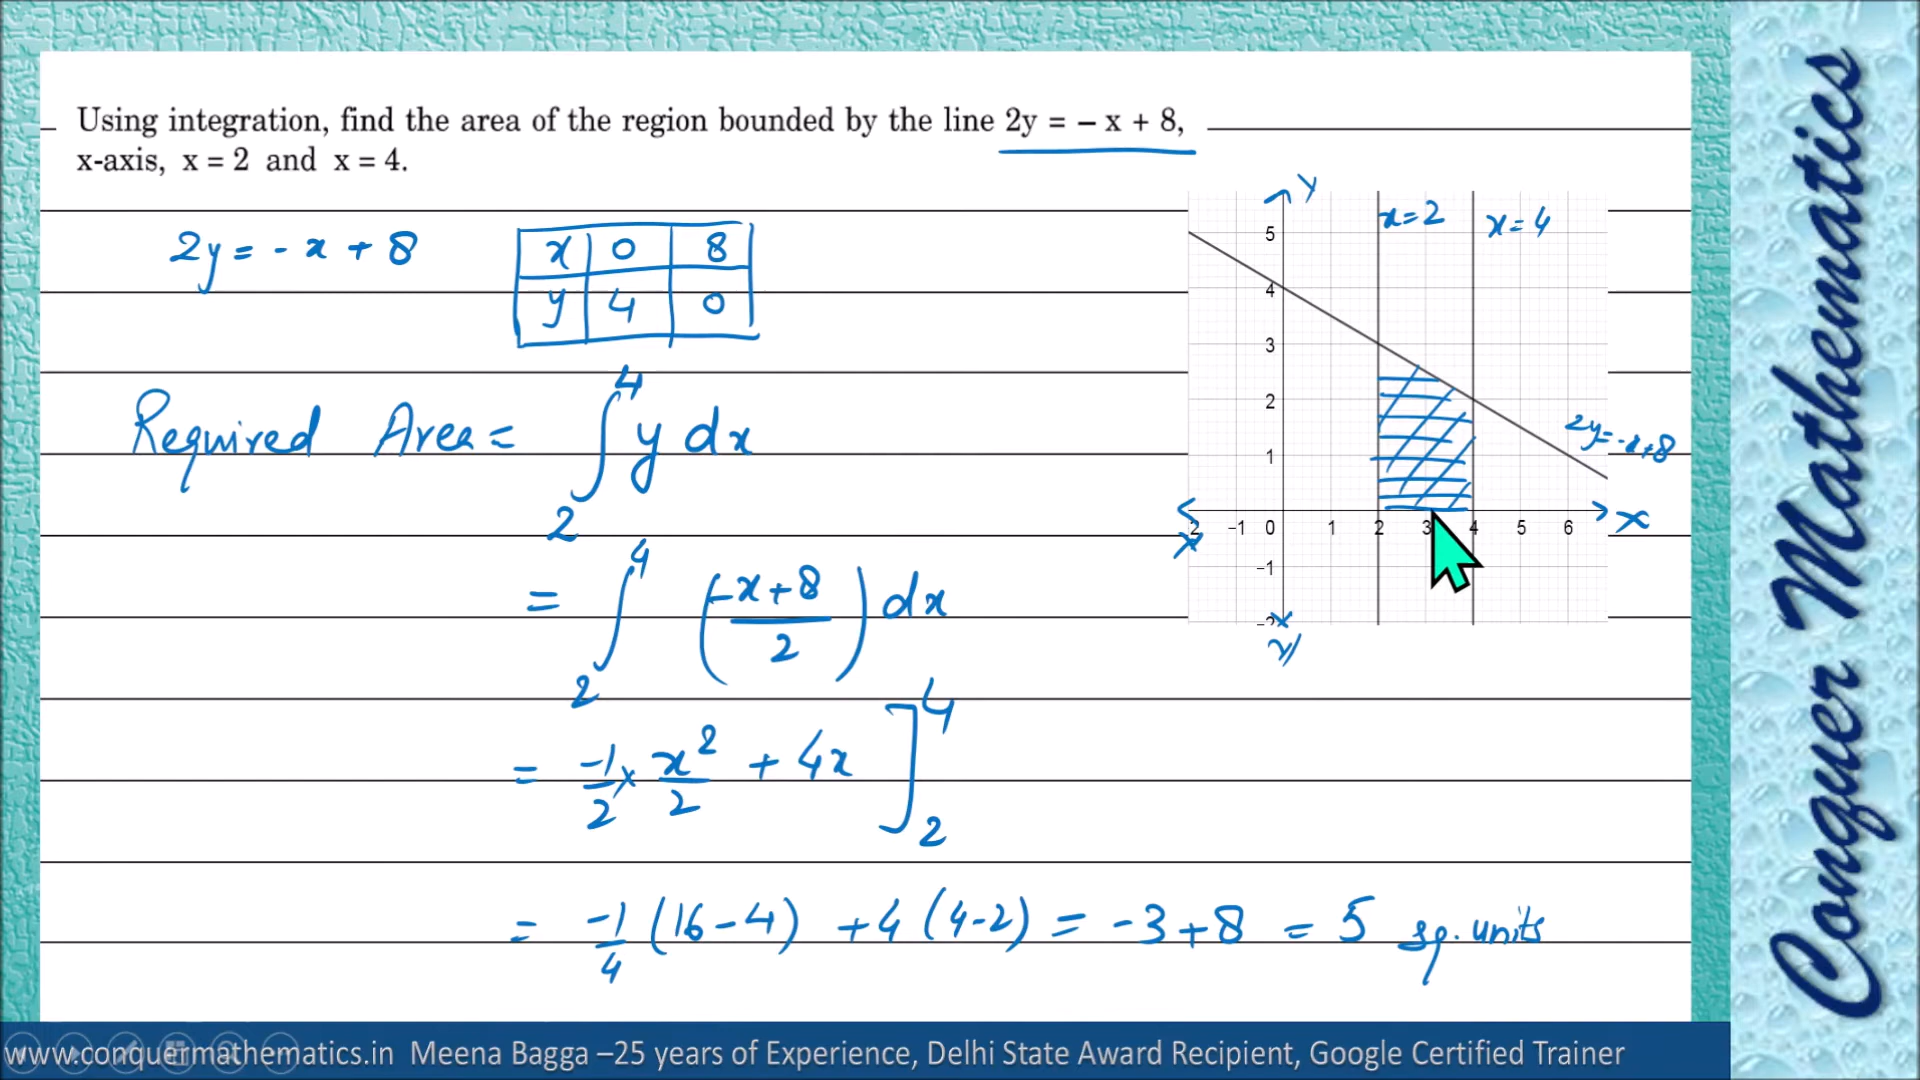 Using integration, find the area of the region bounded by the line 2y = – x + 8,
x-axis, x = 2 and x = 4.
2y = - x + 8
x 0 8
y 4 0
Required Area = ∫₂⁴ y dx
= ∫₂⁴ (-x+8 / 2) dx
= -1/2 × x²/2 + 4x ]₂⁴
= -1/4 (16-4) + 4 (4-2) = -3+8 = 5 sq. units
Y
x=2 x=4
5
4
3
2
1
2y=-x+8
-2 -1 0 1 2 3 4 5 6 X
X'
-1
-2
Y'
Conquer Mathematics
www.conquermathematics.in Meena Bagga –25 years of Experience, Delhi State Award Recipient, Google Certified Trainer